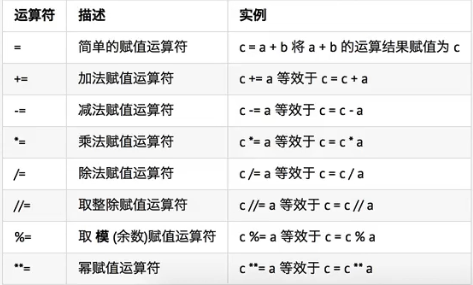 运算符 描述 实例
= 简单的赋值运算符 c = a + b 将 a + b 的运算结果赋值为 c
+= 加法赋值运算符 c += a 等效于 c = c + a
-= 减法赋值运算符 c -= a 等效于 c = c - a
*= 乘法赋值运算符 c *= a 等效于 c = c * a
/= 除法赋值运算符 c /= a 等效于 c = c / a
//= 取整除赋值运算符 c //= a 等效于 c = c // a
%= 取 模 (余数)赋值运算符 c %= a 等效于 c = c % a
**= 幂赋值运算符 c **= a 等效于 c = c ** a